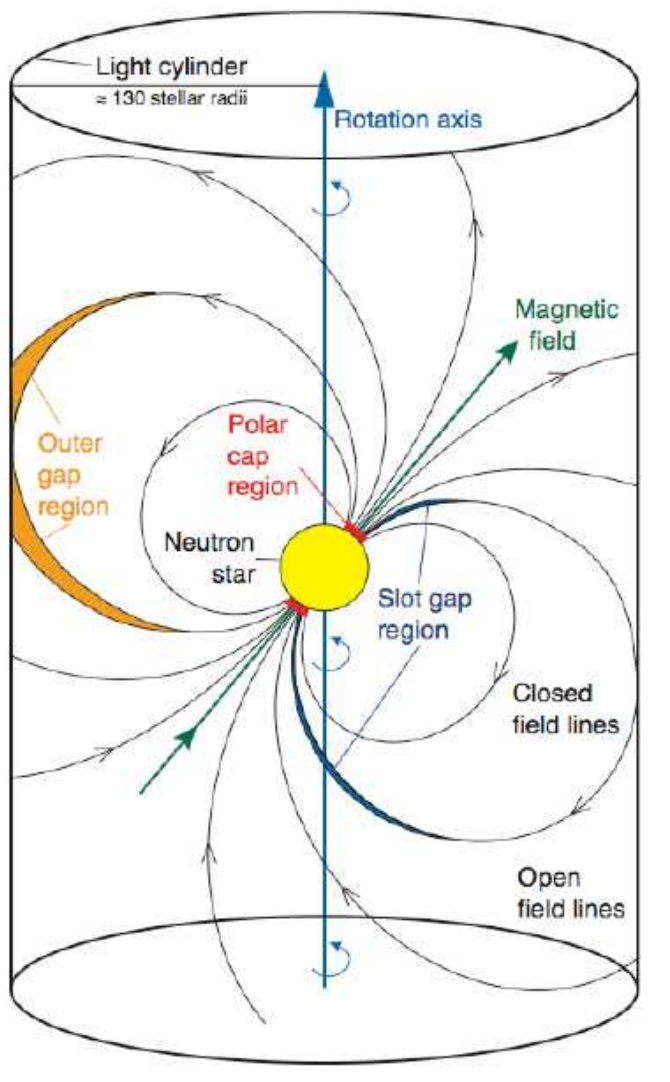 Light cylinder
≈ 130 stellar radii
Rotation axis
Magnetic
field
Polar
cap
region
Outer
gap
region
Neutron
star
Slot gap
region
Closed
field lines
Open
field lines